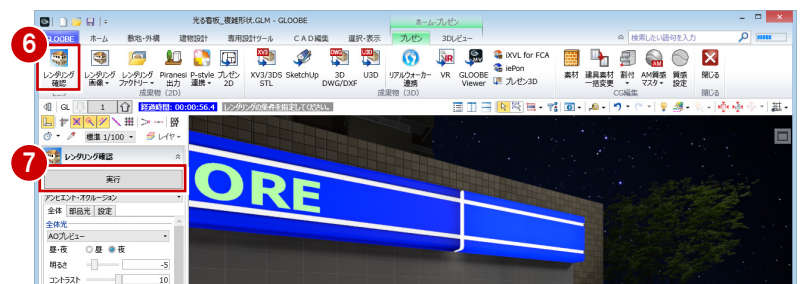 光る看板_複雑形状.GLM - GLOOBE
ホーム-プレゼン
GLOOBE ホーム 敷地・外構 建物設計 専用設計ツール CAD編集 選択・表示 プレゼン 3Dレビュー 検索したい語句を入力
6
レンダリング確認
レンダリング画像
レンダリングファクトリー
Piranesi出力
P-style連携
プレゼン2D
XV3/3DS STL
SketchUp
3D DWG/DXF
U3D
リアルウォーカー連携
VR
GLOOBE Viewer
iXVL for FCA
iePon
プレゼン3D
素材
建具素材一括変更
割付
AM質感マスタ
質感設定
閉じる
成果物 (2D) 成果物 (3D) CG編集 閉じる
GL 1 経過時間: 00:00:56.4 [レンダリングの条件を指定してください。
標準 1/100 レイヤ
7
レンダリング確認
実行
アンビエント・オクルージョン
全体 部品光 設定
全体光
AOプレビュー
昼・夜 昼 夜
明るさ -5
コントラスト 10
ORE